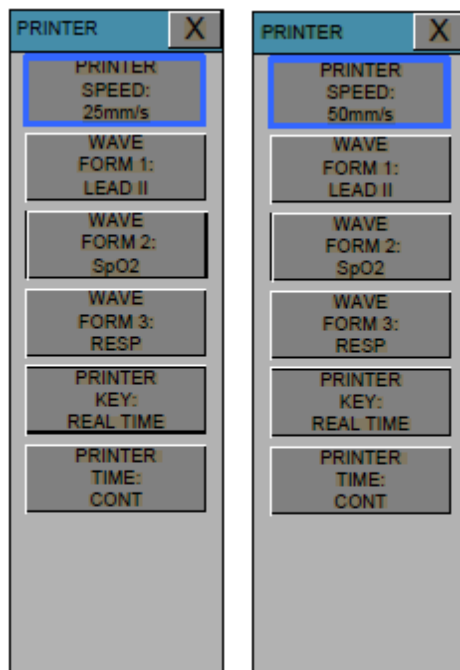 PRINTER X
PRINTER
SPEED:
25mm/s
WAVE
FORM 1:
LEAD II
WAVE
FORM 2:
SpO2
WAVE
FORM 3:
RESP
PRINTER
KEY:
REAL TIME
PRINTER
TIME:
CONT
PRINTER X
PRINTER
SPEED:
50mm/s
WAVE
FORM 1:
LEAD II
WAVE
FORM 2:
SpO2
WAVE
FORM 3:
RESP
PRINTER
KEY:
REAL TIME
PRINTER
TIME:
CONT